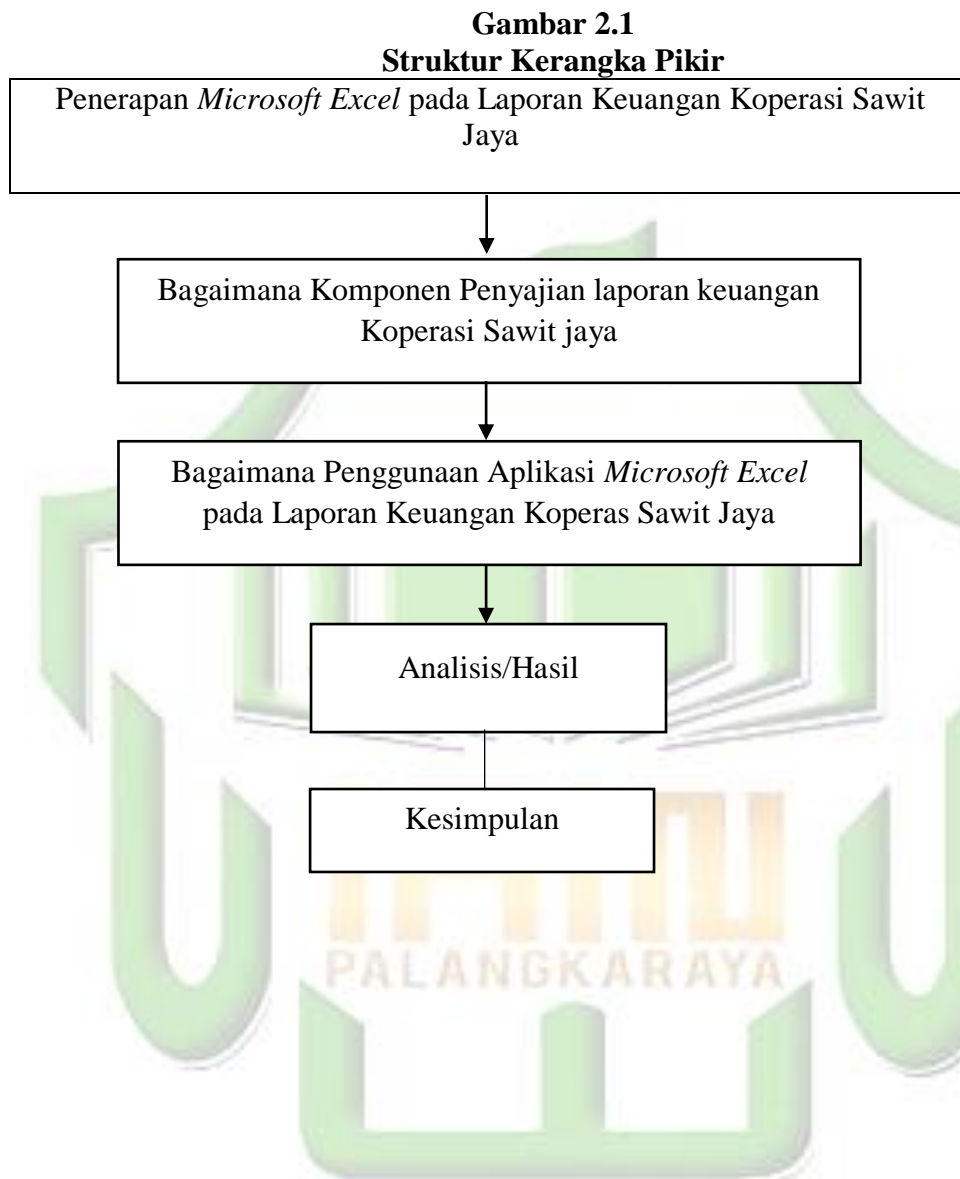 Gambar 2.1
Struktur Kerangka Pikir
Penerapan Microsoft Excel pada Laporan Keuangan Koperasi Sawit
Jaya
Bagaimana Komponen Penyajian laporan keuangan
Koperasi Sawit jaya
Bagaimana Penggunaan Aplikasi Microsoft Excel
pada Laporan Keuangan Koperas Sawit Jaya
Analisis/Hasil
Kesimpulan
PALANGKARAYA